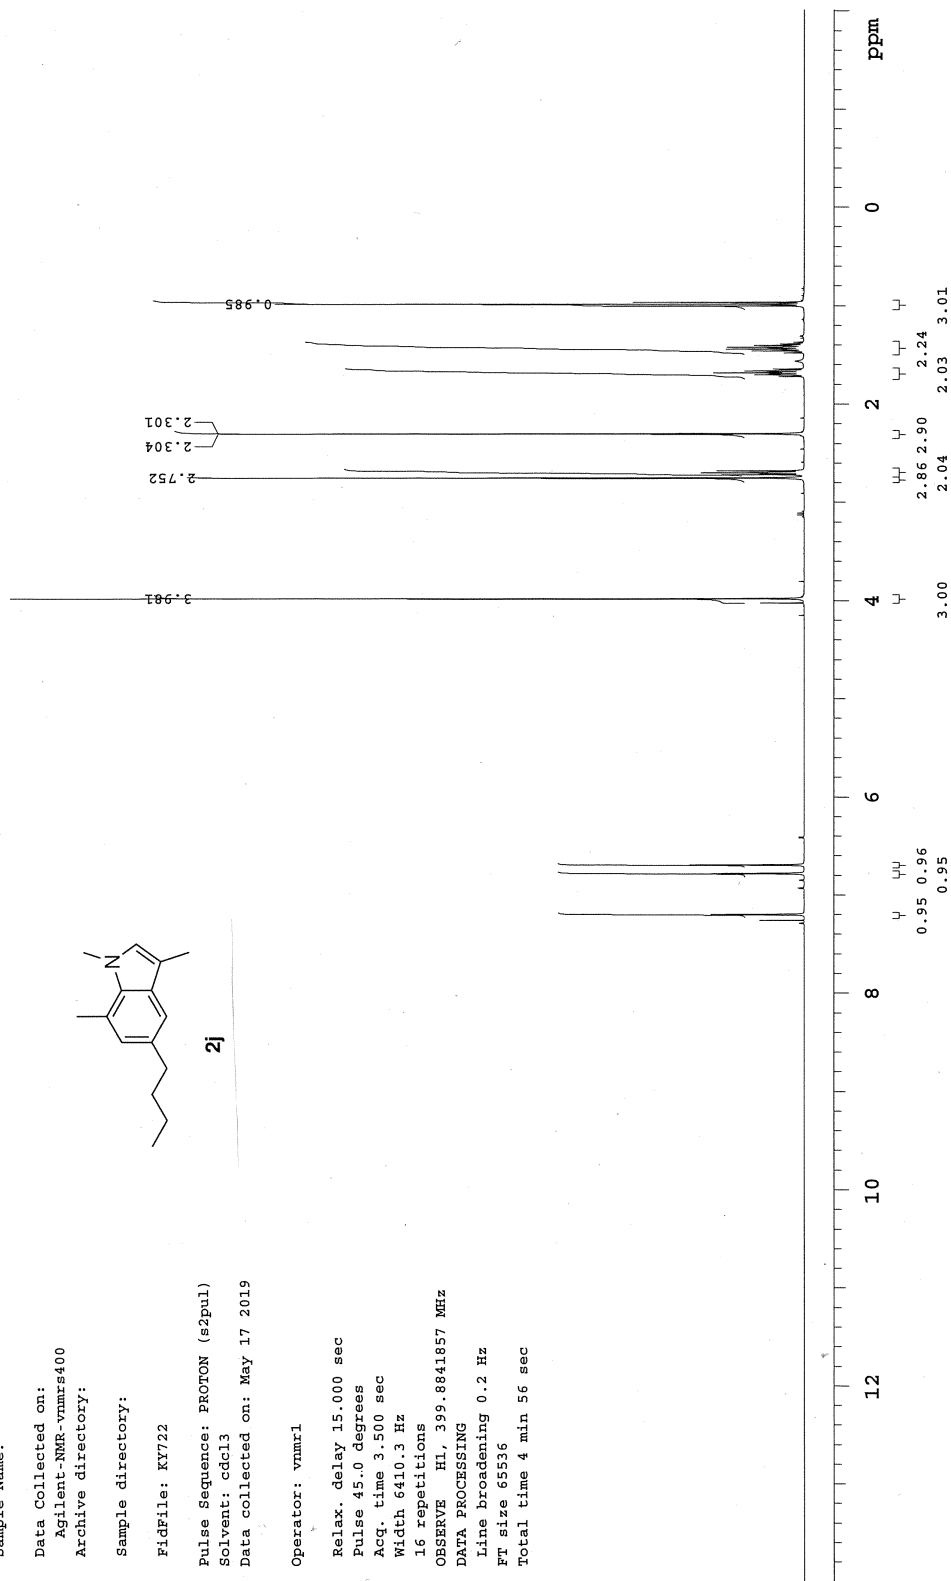 Data Collected on:
Agilent-NMR-vnmrs400
Archive directory:
Sample directory:
FidFile: KY722
Pulse Sequence: PROTON (s2pul)
Solvent: cdcl3
Data collected on: May 17 2019
Operator: vnmr1
Relax. delay 15.000 sec
Pulse 45.0 degrees
Acq. time 3.500 sec
Width 6410.3 Hz
16 repetitions
OBSERVE H1, 399.8841857 MHz
DATA PROCESSING
Line broadening 0.2 Hz
FT size 65536
Total time 4 min 56 sec
N
2j
3.981
2.752
2.304
2.301
0.985
12 10 8 6 4 2 0 ppm
0.95 0.96 2.86 2.90 2.24
0.95 3.00 2.04 2.03 3.01